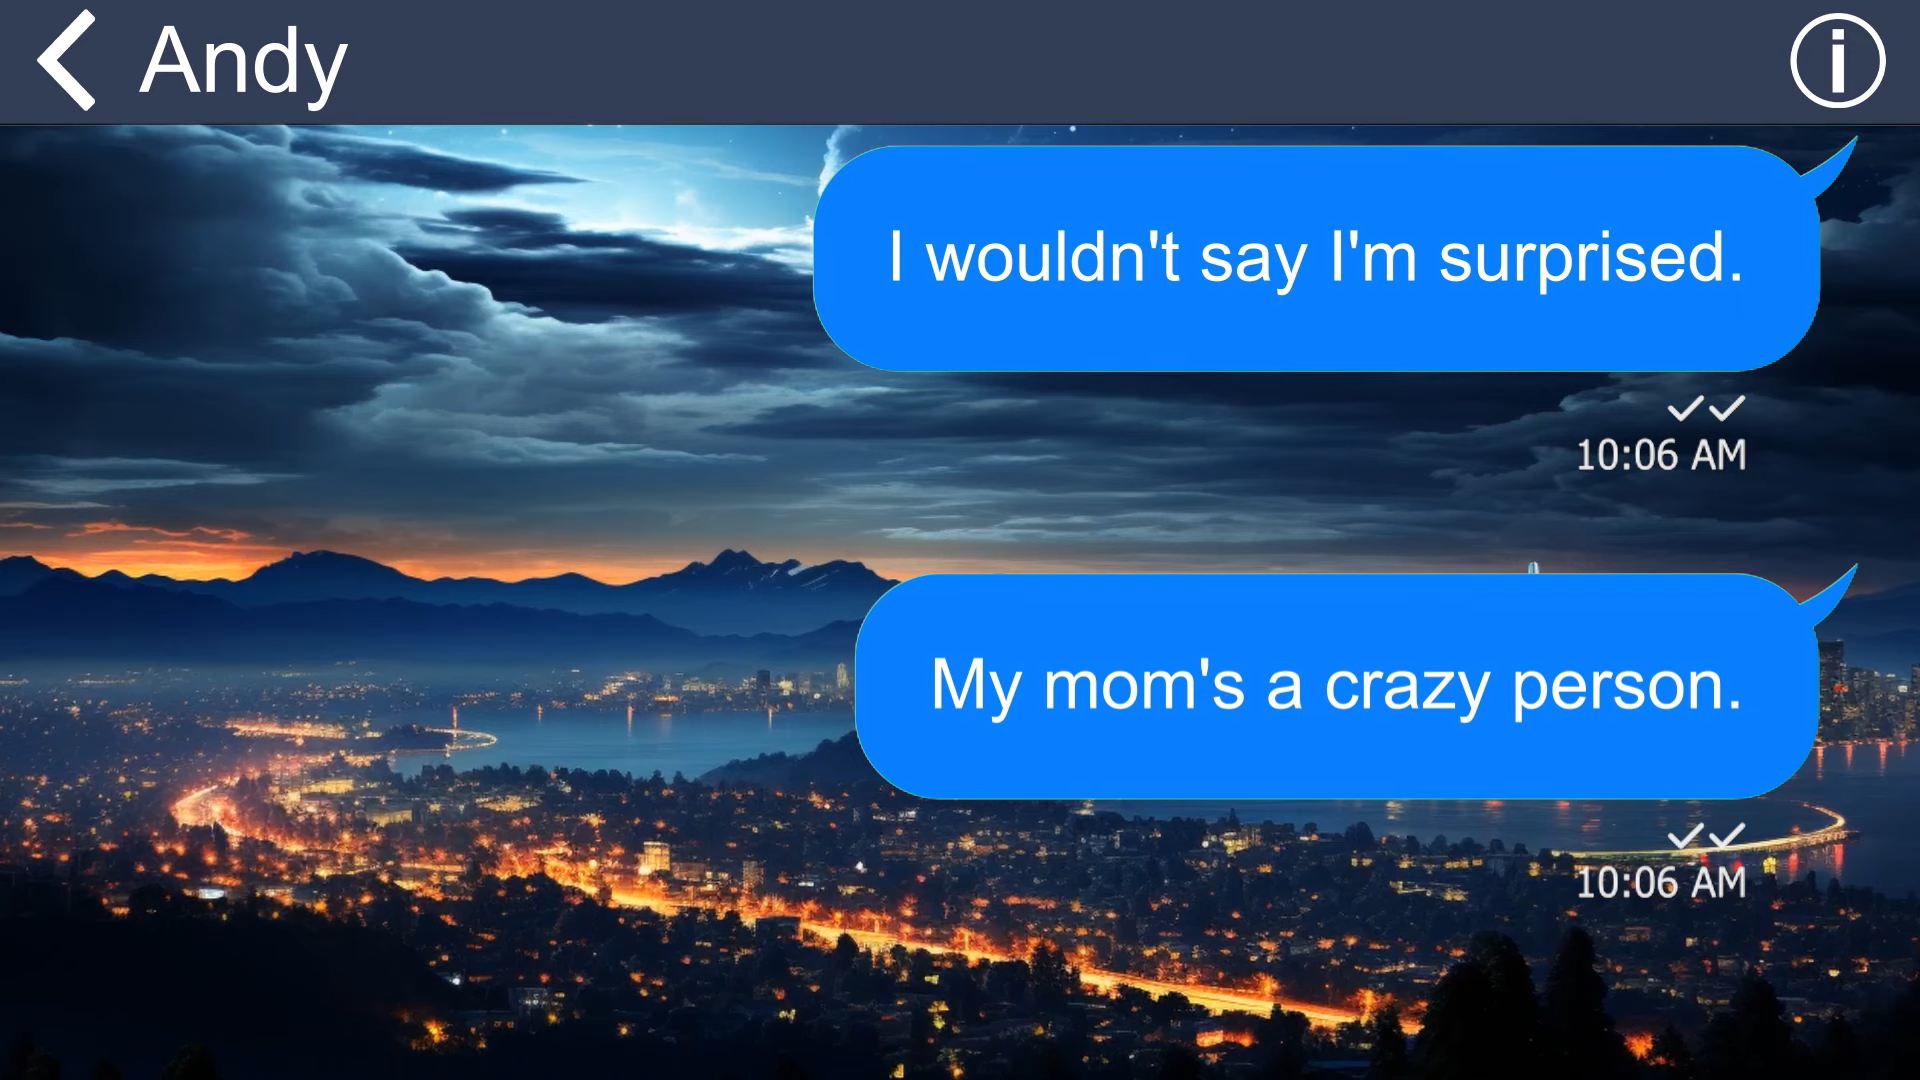 Andy
I wouldn't say I'm surprised.
10:06 AM
My mom's a crazy person.
10:06 AM